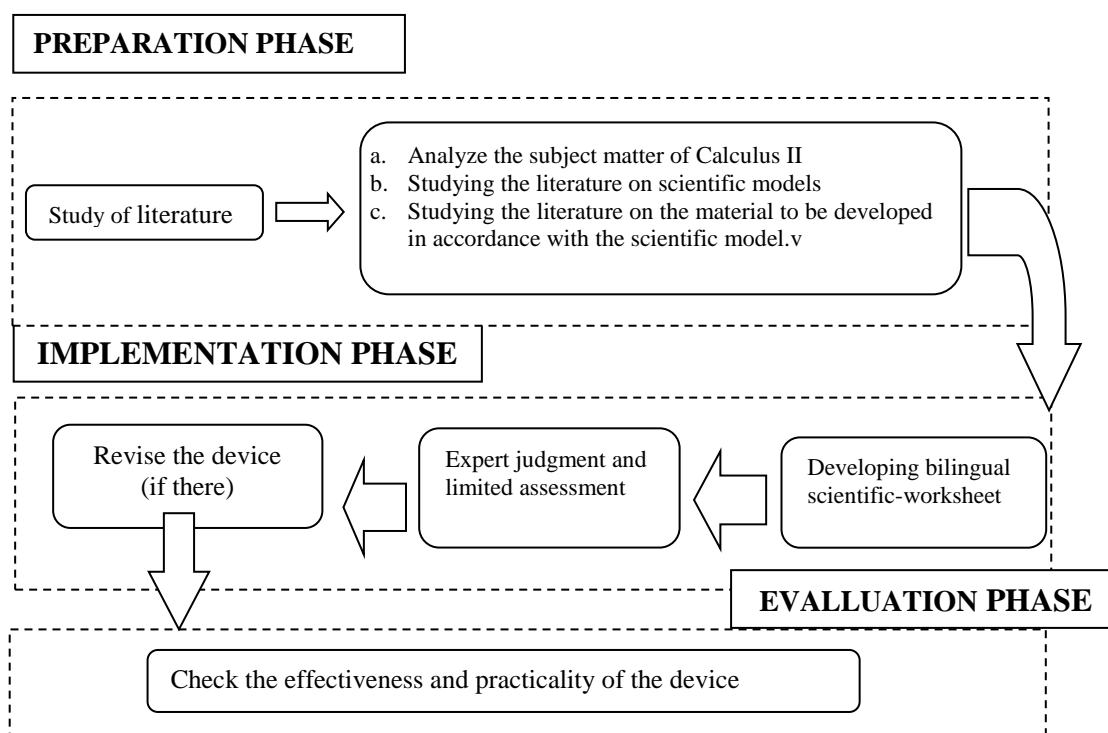 PREPARATION PHASE
Study of literature
a. Analyze the subject matter of Calculus II
b. Studying the literature on scientific models
c. Studying the literature on the material to be developed
in accordance with the scientific model.v
IMPLEMENTATION PHASE
Revise the device
(if there)
Expert judgment and
limited assessment
Developing bilingual
scientific-worksheet
EVALLUATION PHASE
Check the effectiveness and practicality of the device